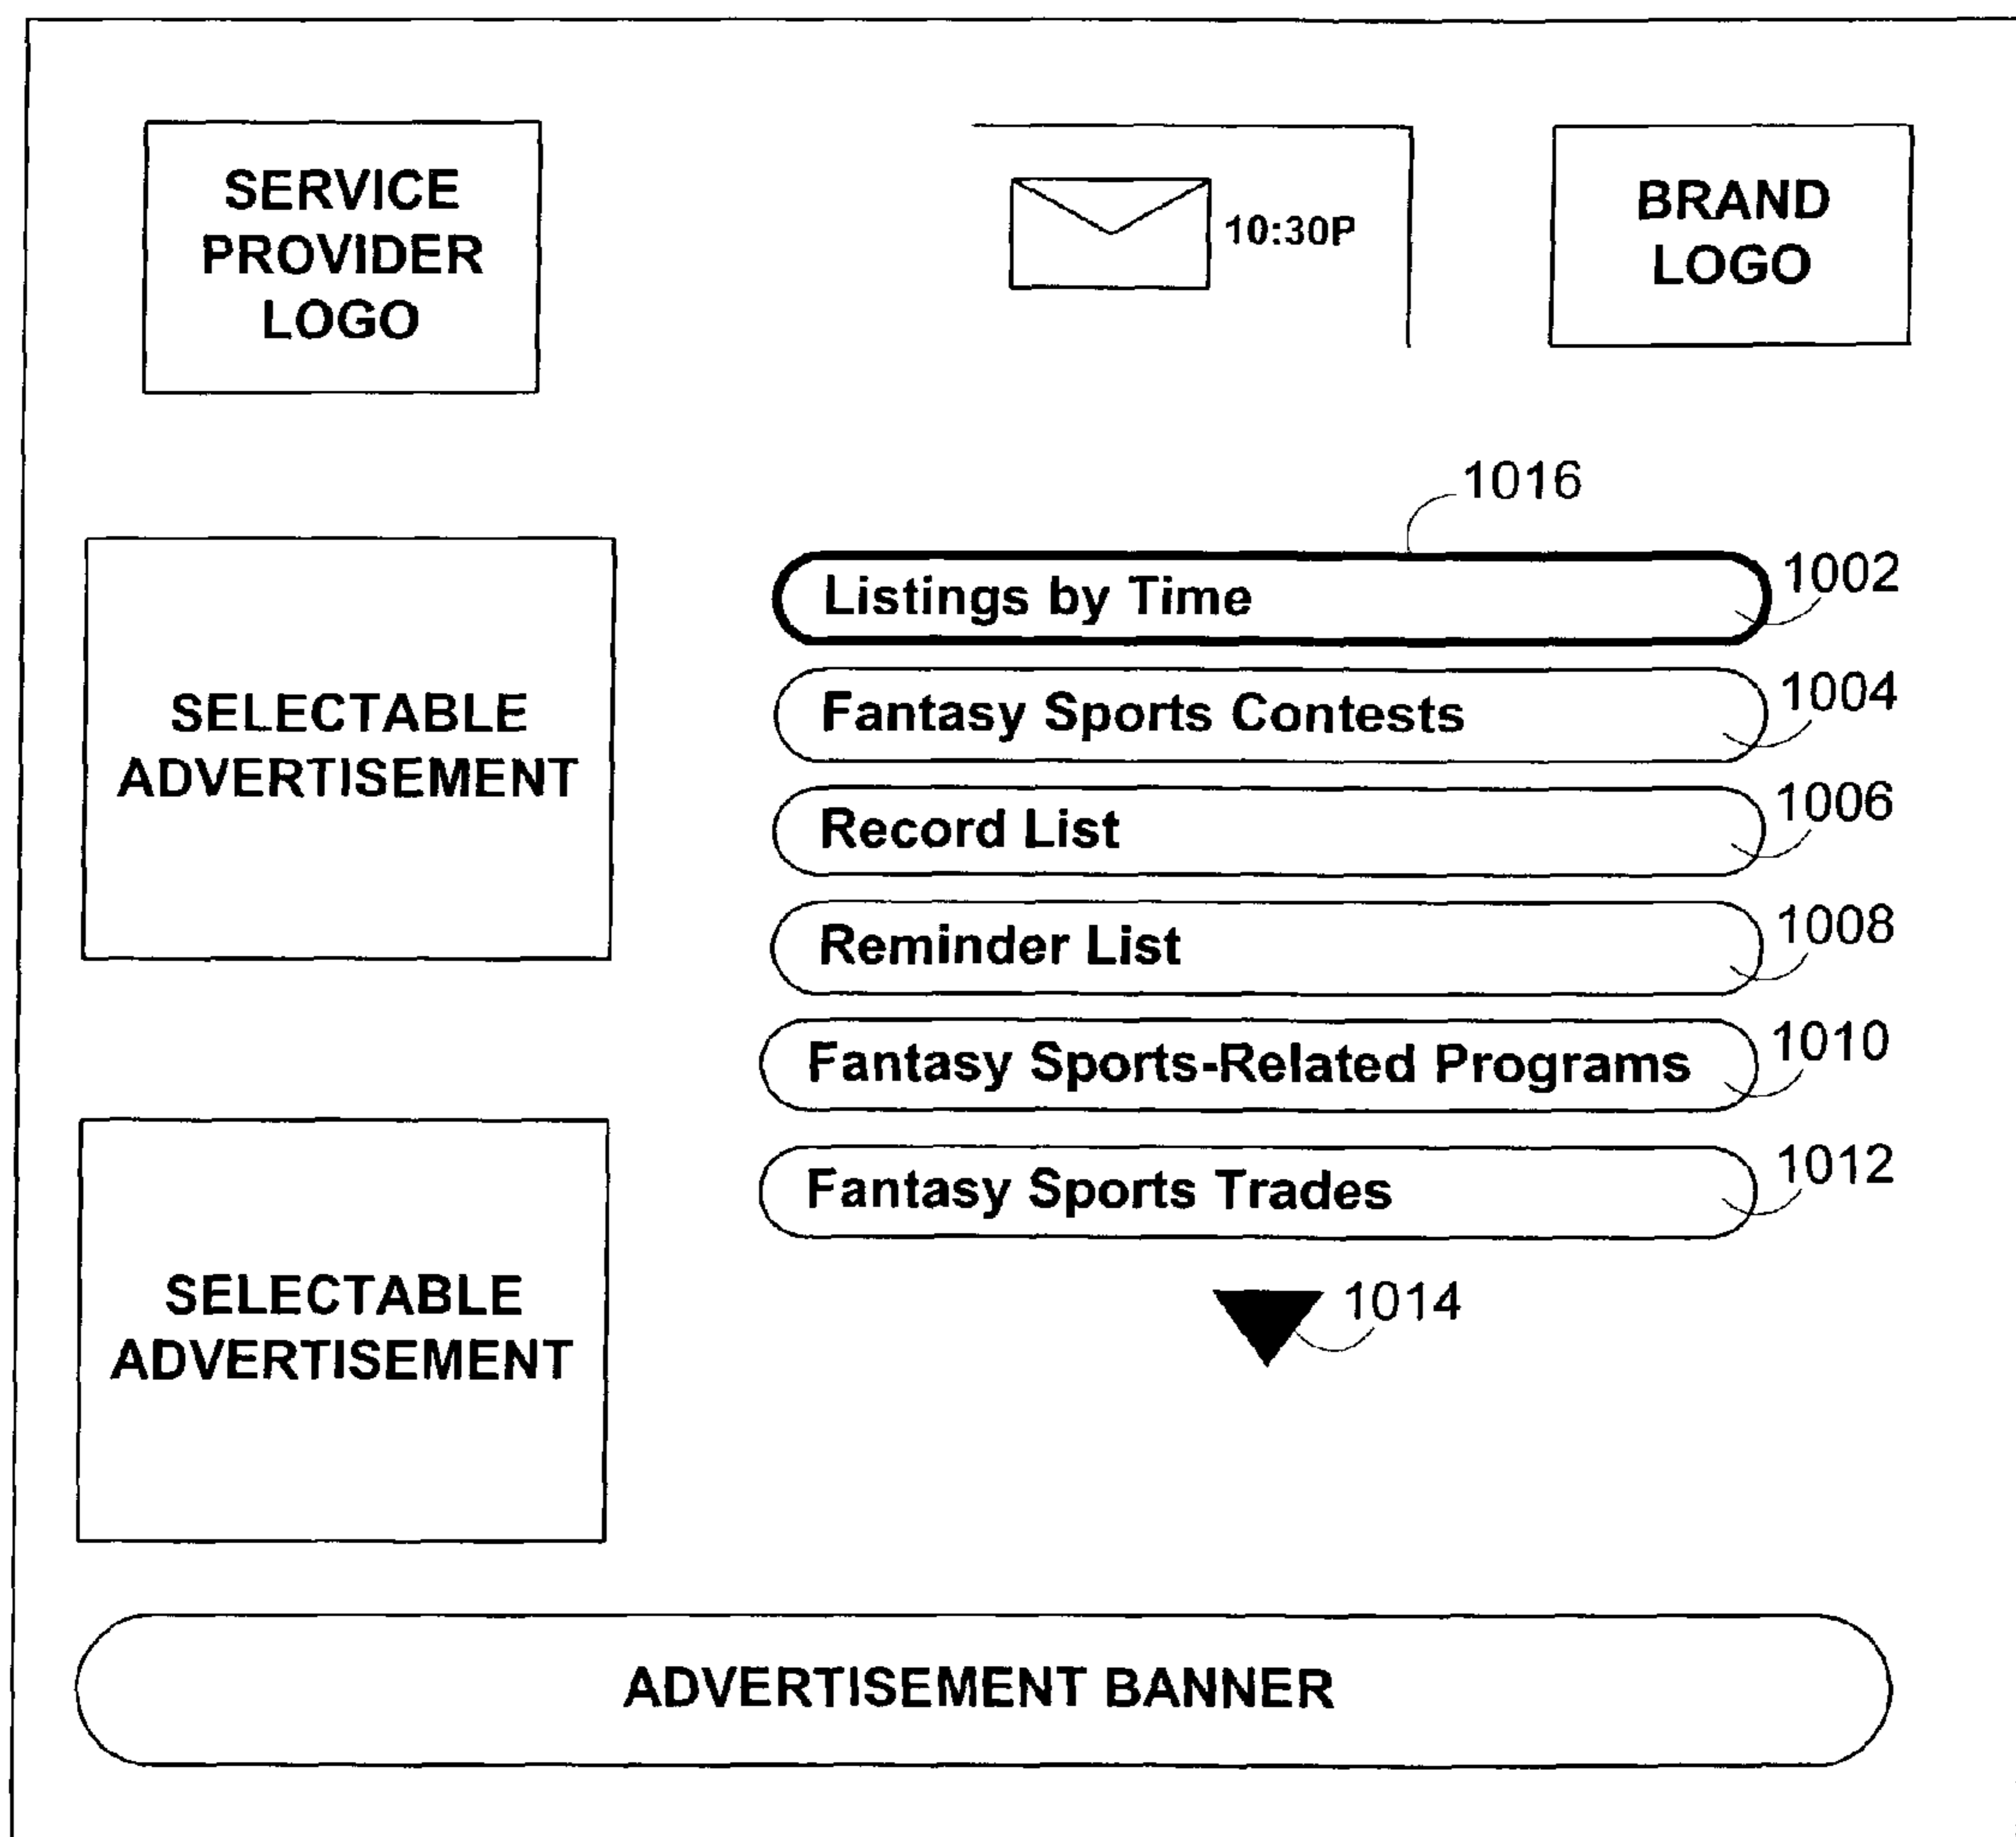 SERVICE
PROVIDER
LOGO
10:30P
BRAND
LOGO
1016
Listings by Time
1002
Fantasy Sports Contests
1004
Record List
1006
Reminder List
1008
Fantasy Sports-Related Programs
1010
Fantasy Sports Trades
1012
1014
SELECTABLE
ADVERTISEMENT
SELECTABLE
ADVERTISEMENT
ADVERTISEMENT BANNER